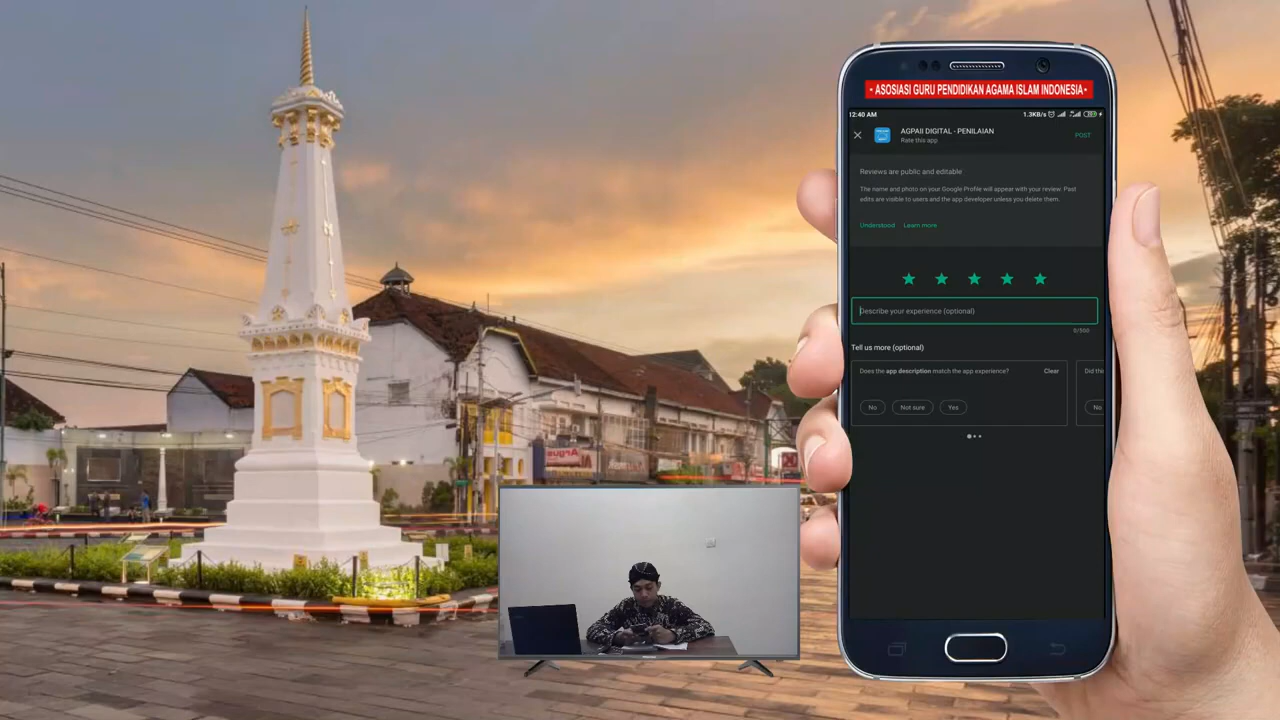 • ASOSIASI GURU PENDIDIKAN AGAMA ISLAM INDONESIA •
12:40 AM
1.3KB/s
AGPAII DIGITAL - PENILAIAN
Rate this app
POST
Reviews are public and editable
The name and photo on your Google Profile will appear with your review. Past
edits are visible to users and the app developer unless you delete them.
Understood Learn more
Describe your experience (optional)
0/500
Tell us more (optional)
Does the app description match the app experience? Clear
Did thi
No Not sure Yes
No
Argus